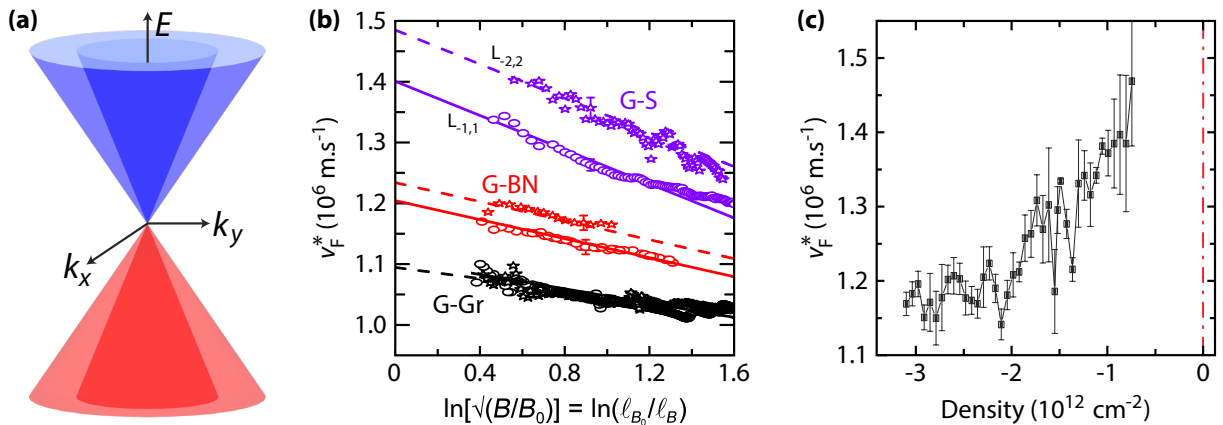 (a)
E
k_y
k_x
(b)
v_F^* (10^6 m.s^-1)
1.5
1.4
1.3
1.2
1.1
1.0
L_-2,2
G-S
L_-1,1
G-BN
G-Gr
0
0.4
0.8
1.2
1.6
ln[√(B/B_0)] = ln(ℓ_B_0/ℓ_B)
(c)
v_F^* (10^6 m.s^-1)
1.5
1.4
1.3
1.2
1.1
-3
-2
-1
0
Density (10^12 cm^-2)